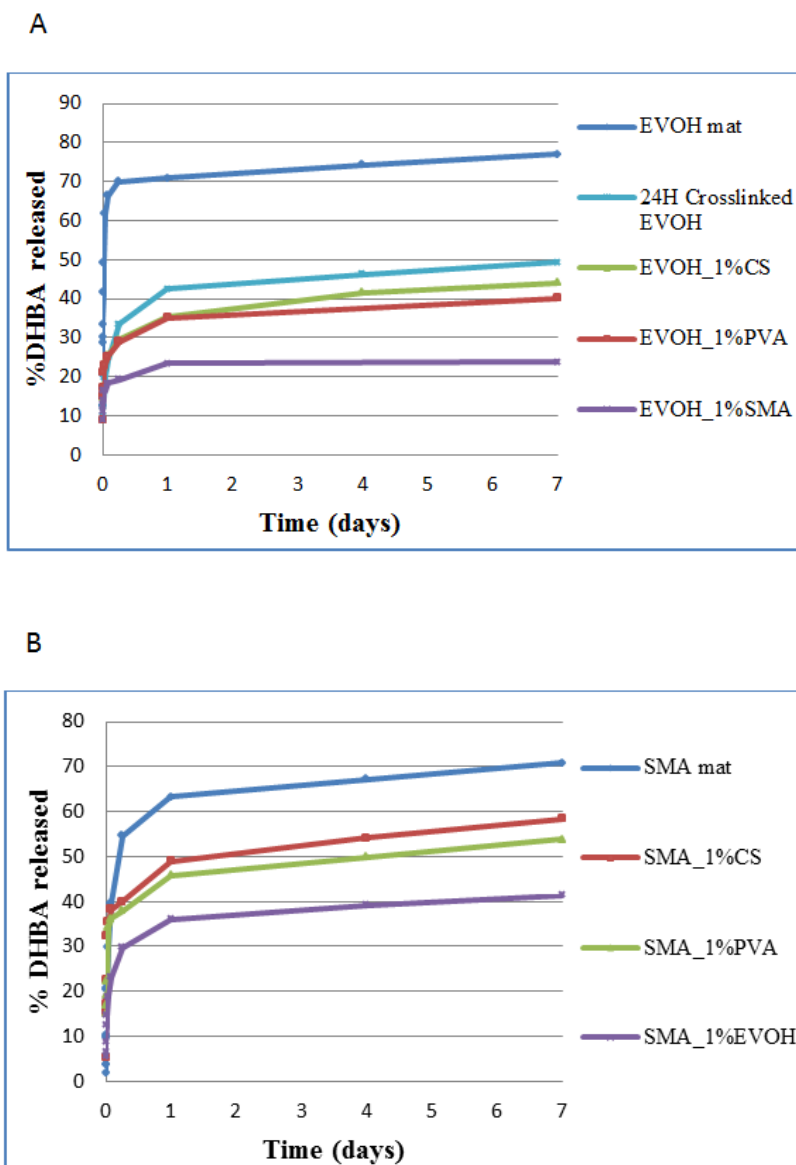 A
90
80
70
60
50
40
30
20
10
0
%DHBA released
0 1 2 3 4 5 6 7
Time (days)
EVOH mat
24H Crosslinked
EVOH
EVOH_1%CS
EVOH_1%PVA
EVOH_1%SMA
B
80
70
60
50
40
30
20
10
0
% DHBA released
0 1 2 3 4 5 6 7
Time (days)
SMA mat
SMA_1%CS
SMA_1%PVA
SMA_1%EVOH